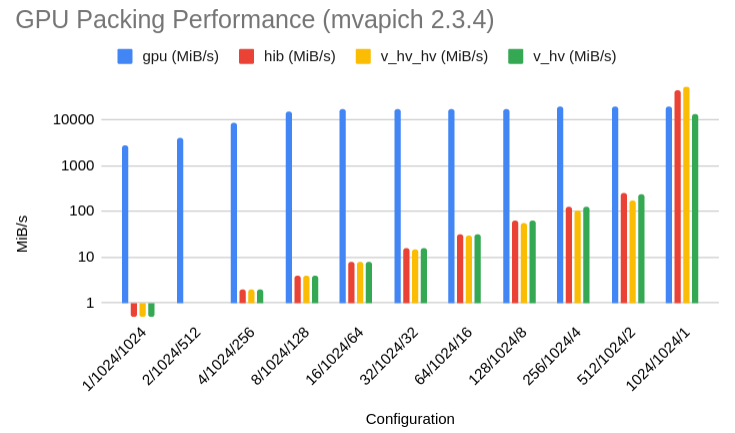 GPU Packing Performance (mvapich 2.3.4)
gpu (MiB/s) hib (MiB/s) v_hv_hv (MiB/s) v_hv (MiB/s)
10000
1000
100
10
1
MiB/s
1/1024/1024 2/1024/512 4/1024/256 8/1024/128 16/1024/64 32/1024/32 64/1024/16 128/1024/8 256/1024/4 512/1024/2 1024/1024/1
Configuration